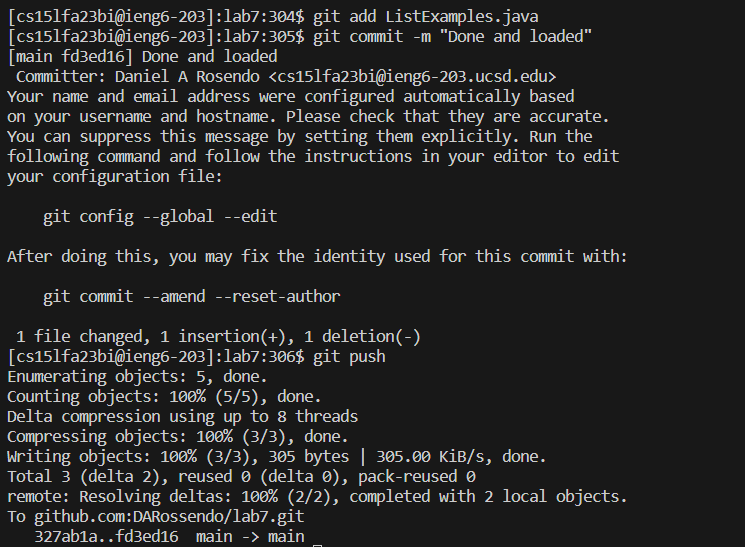 [cs15lfa23bi@ieng6-203]:lab7:304$ git add ListExamples.java
[cs15lfa23bi@ieng6-203]:lab7:305$ git commit -m "Done and loaded"
[main fd3ed16] Done and loaded
 Committer: Daniel A Rosendo <cs15lfa23bi@ieng6-203.ucsd.edu>
Your name and email address were configured automatically based
on your username and hostname. Please check that they are accurate.
You can suppress this message by setting them explicitly. Run the
following command and follow the instructions in your editor to edit
your configuration file:

    git config --global --edit

After doing this, you may fix the identity used for this commit with:

    git commit --amend --reset-author

 1 file changed, 1 insertion(+), 1 deletion(-)
[cs15lfa23bi@ieng6-203]:lab7:306$ git push
Enumerating objects: 5, done.
Counting objects: 100% (5/5), done.
Delta compression using up to 8 threads
Compressing objects: 100% (3/3), done.
Writing objects: 100% (3/3), 305 bytes | 305.00 KiB/s, done.
Total 3 (delta 2), reused 0 (delta 0), pack-reused 0
remote: Resolving deltas: 100% (2/2), completed with 2 local objects.
To github.com:DARossendo/lab7.git
   327ab1a..fd3ed16  main -> main